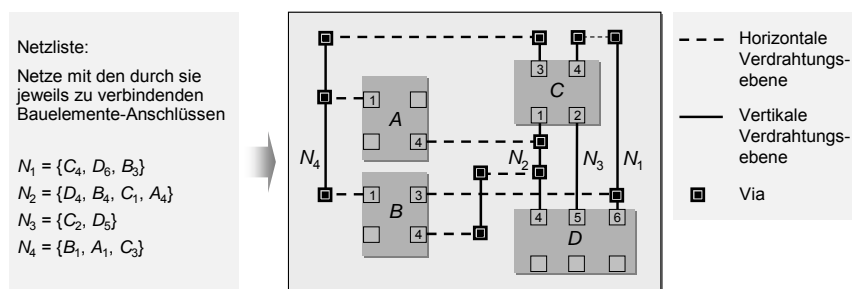 Netzliste:
Netze mit den durch sie
jeweils zu verbindenden
Bauelemente-Anschlüssen
N1 = {C4, D6, B3}
N2 = {D4, B4, C1, A4}
N3 = {C2, D5}
N4 = {B1, A1, C3}
3 4
C
1 2
1
A
4
N4
N2 N3 N1
1 3
B
4
4 5 6
D
Horizontale
Verdrahtungs-
ebene
Vertikale
Verdrahtungs-
ebene
Via